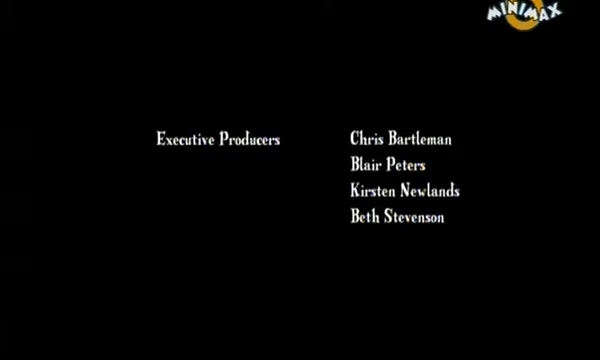 MINIMAX
Executive Producers
Chris Bartleman
Blair Peters
Kirsten Newlands
Beth Stevenson